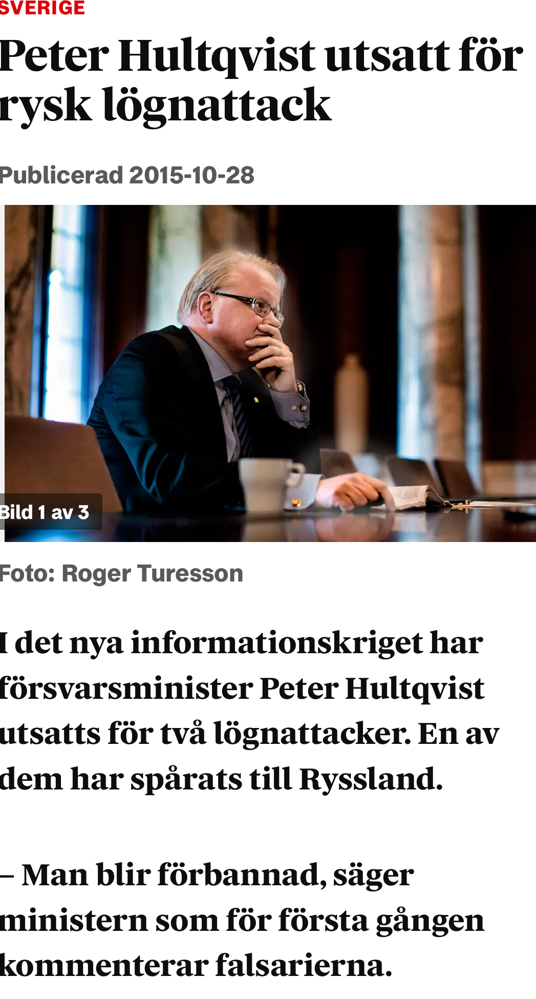 SVERIGE
Peter Hultqvist utsatt för
rysk lögnattack
Publicerad 2015-10-28
Bild 1 av 3
Foto: Roger Turesson
I det nya informationskriget har
försvarsminister Peter Hultqvist
utsatts för två lögnattacker. En av
dem har spårats till Ryssland.
– Man blir förbannad, säger
ministern som för första gången
kommenterar falsarierna.